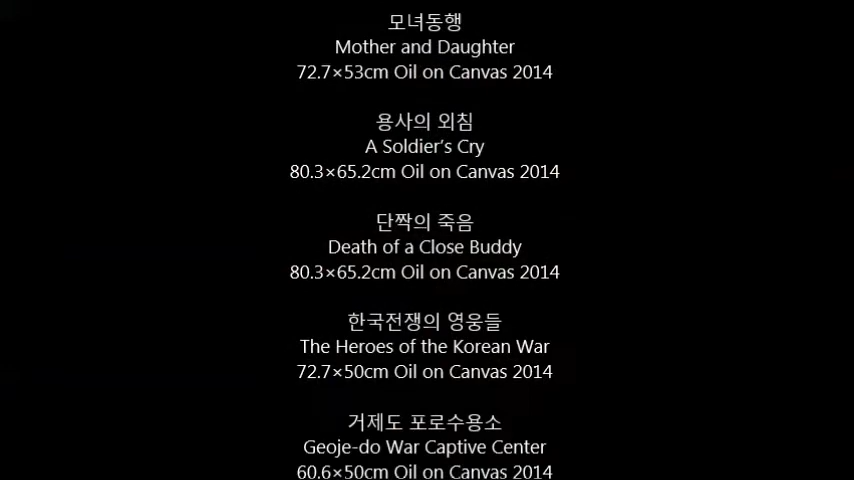 모녀동행
Mother and Daughter
72.7×53cm Oil on Canvas 2014
용사의 외침
A Soldier's Cry
80.3×65.2cm Oil on Canvas 2014
단짝의 죽음
Death of a Close Buddy
80.3×65.2cm Oil on Canvas 2014
한국전쟁의 영웅들
The Heroes of the Korean War
72.7×50cm Oil on Canvas 2014
거제도 포로수용소
Geoje-do War Captive Center
60.6×50cm Oil on Canvas 2014